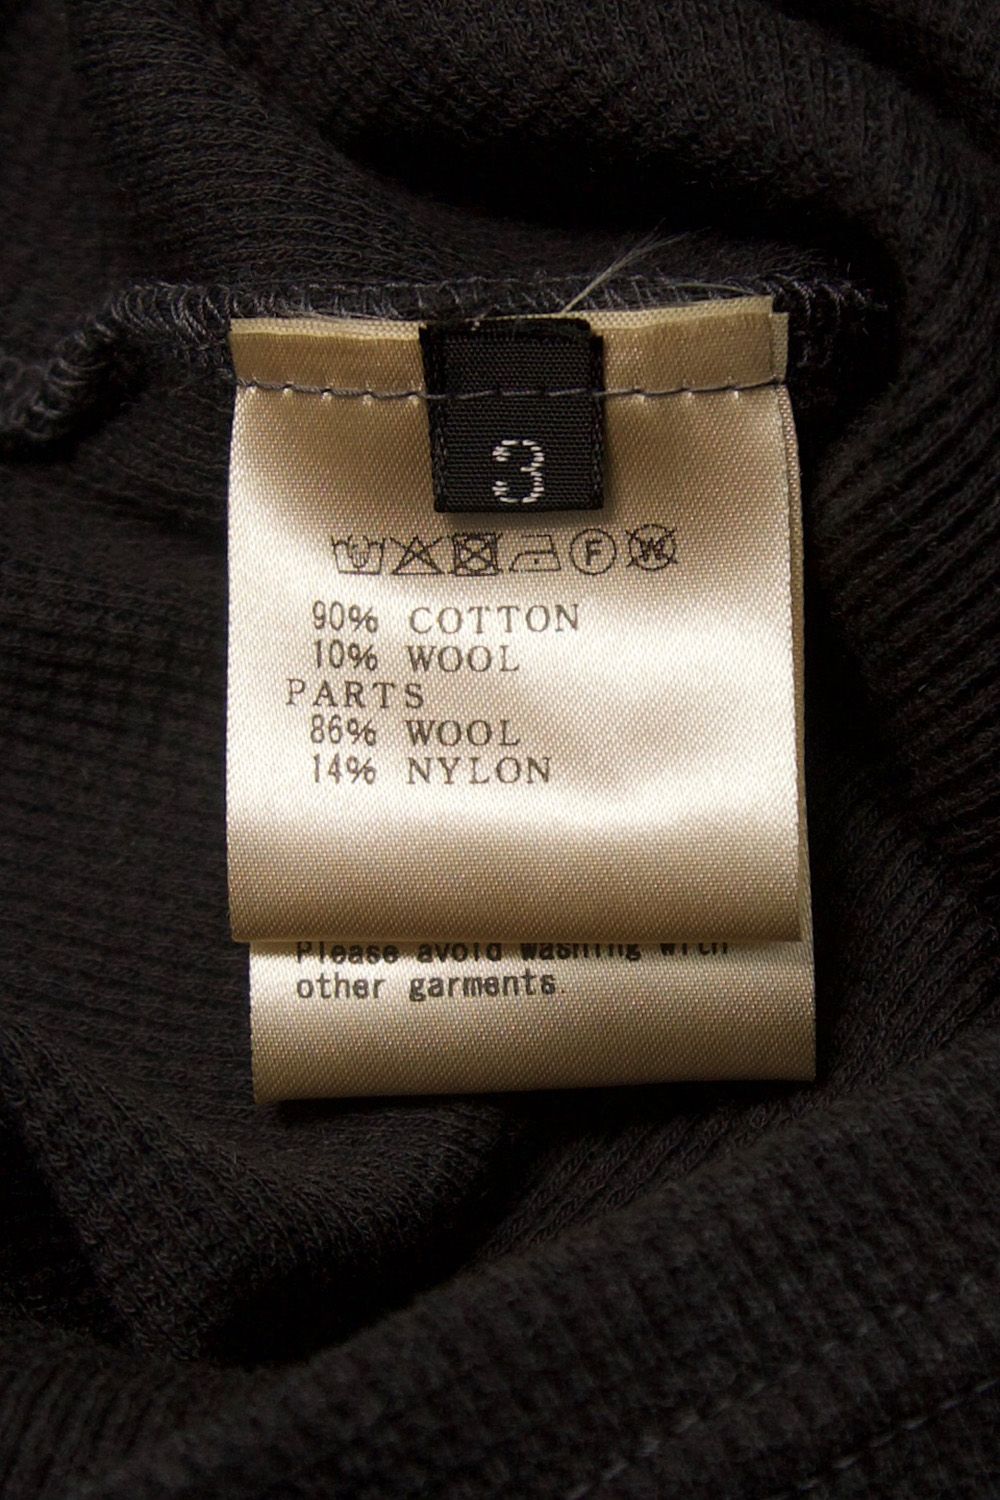 3
F W
90% COTTON
10% WOOL
PARTS
86% WOOL
14% NYLON
Please avoid washing with
other garments.